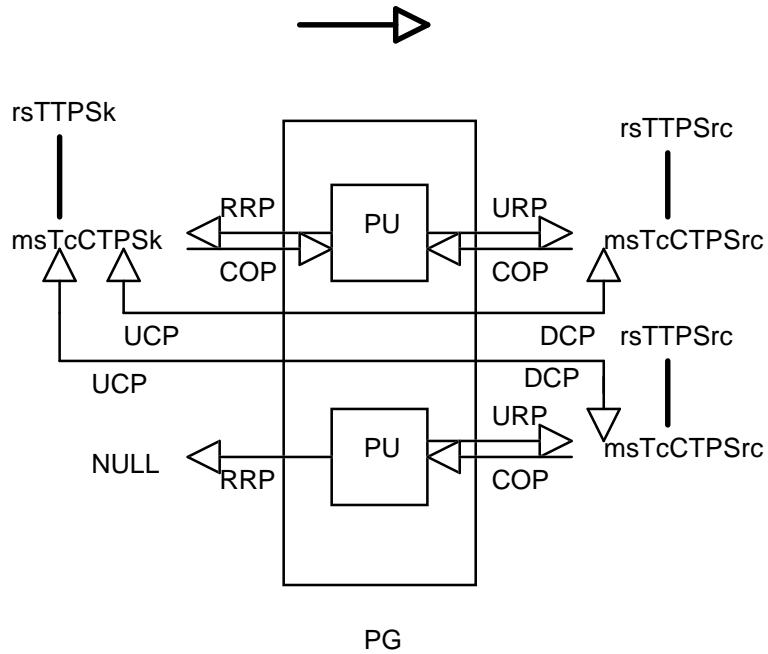 rsTTPSk
rsTTPSrc
RRP
PU
URP
msTcCTPSk
msTcCTPSrc
COP
COP
UCP
DCP
rsTTPSrc
UCP
DCP
URP
PU
msTcCTPSrc
NULL
RRP
COP
PG